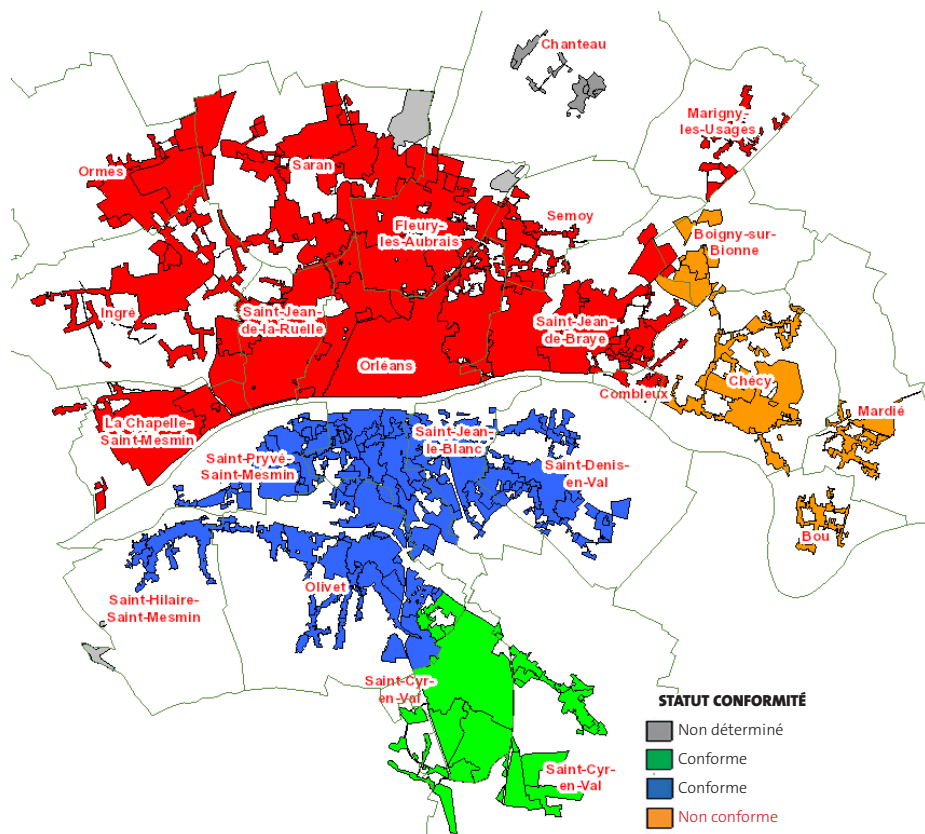 Chanteau
Marigny-
les-Usages
Ormes
Saran
Fleury-
les-Aubrais
Semoy
Boigny-sur-
Bionne
Ingré
Saint-Jean-
de-la-Ruelle
Saint-Jean-
de-Braye
Orléans
Combleux
Chécy
Mardié
La Chapelle-
Saint-Mesmin
Saint-Pryvé-
Saint-Mesmin
Saint-Jean-
le-Blanc
Saint-Denis-
en-Val
Bou
Saint-Hilaire-
Saint-Mesmin
Olivet
Saint-Cyr-
en-Val
Saint-Cyr-
en-Val
STATUT CONFORMITÉ
Non déterminé
Conforme
Conforme
Non conforme